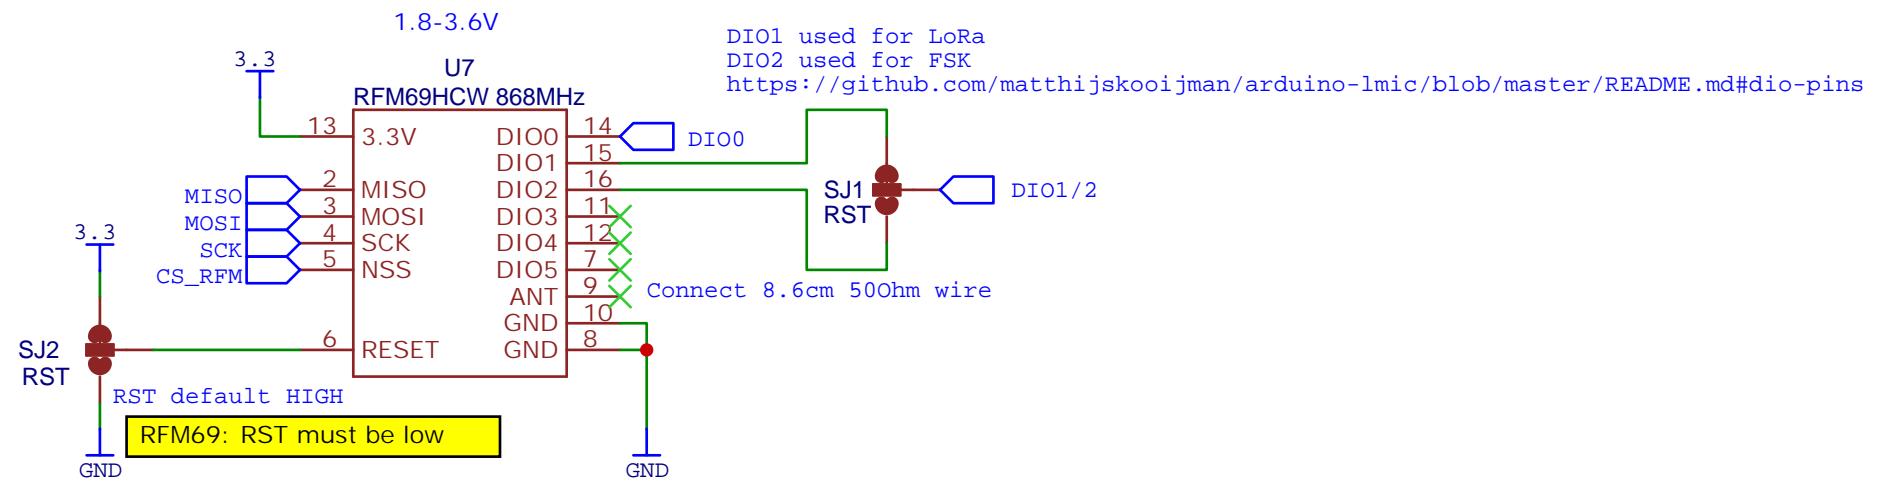 1.8-3.6V
DIO1 used for LoRa
DIO2 used for FSK
https://github.com/matthijskooijman/arduino-lmic/blob/master/README.md#dio-pins
3.3
U7
RFM69HCW 868MHz
13 3.3V DIO0 14 DIO0
DIO1 15
MISO 2 MISO DIO2 16 SJ1 DIO1/2
MOSI 3 MOSI DIO3 11 RST
SCK 4 SCK DIO4 12
CS_RFM 5 NSS DIO5 7
3.3
ANT 9 Connect 8.6cm 50Ohm wire
GND 10
SJ2 6 RESET GND 8
RST
RST default HIGH
RFM69: RST must be low
GND GND